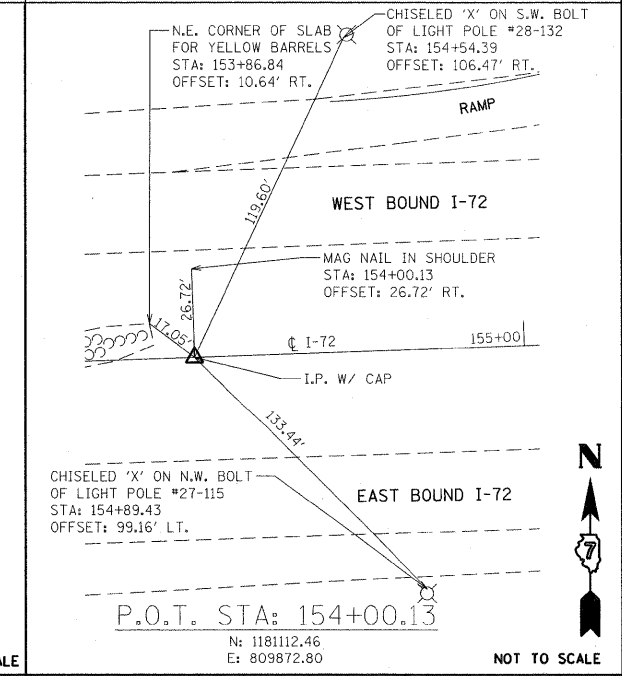 N.E. CORNER OF SLAB
FOR YELLOW BARRELS
STA: 153+86.84
OFFSET: 10.64' RT.
CHISELED 'X' ON S.W. BOLT
OF LIGHT POLE #28-132
STA: 154+54.39
OFFSET: 106.47' RT.
RAMP
119.60'
WEST BOUND I-72
MAG NAIL IN SHOULDER
STA: 154+00.13
OFFSET: 26.72' RT.
26.72'
17.05'
℄ I-72
155+00
I.P. W/ CAP
133.44'
CHISELED 'X' ON N.W. BOLT
OF LIGHT POLE #27-115
STA: 154+89.43
OFFSET: 99.16' LT.
EAST BOUND I-72
N
7
P.O.T. STA: 154+00.13
N: 1181112.46
E: 809872.80
ALE
NOT TO SCALE